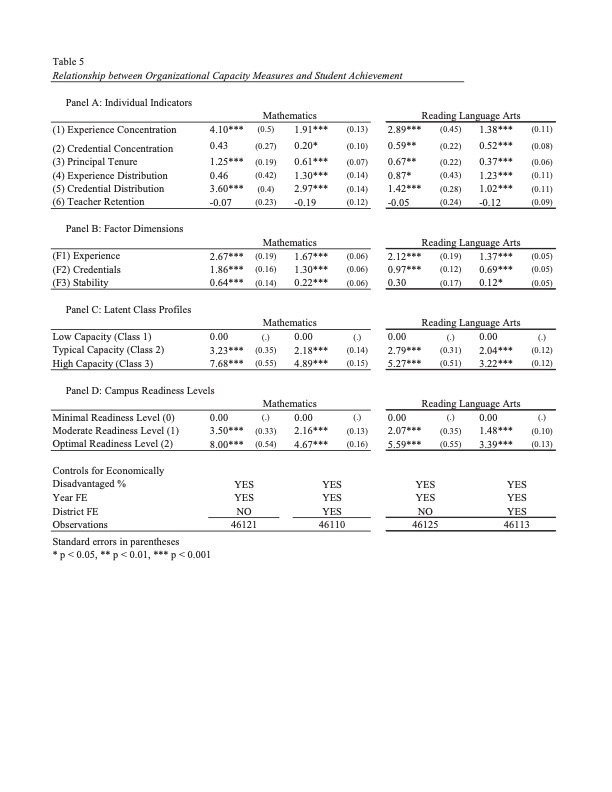 Table 5
Relationship between Organizational Capacity Measures and Student Achievement
Panel A: Individual Indicators
Mathematics Reading Language Arts
(1) Experience Concentration 4.10*** (0.5) 1.91*** (0.13) 2.89*** (0.45) 1.38*** (0.11)
(2) Credential Concentration 0.43 (0.27) 0.20* (0.10) 0.59** (0.22) 0.52*** (0.08)
(3) Principal Tenure 1.25*** (0.19) 0.61*** (0.07) 0.67** (0.22) 0.37*** (0.06)
(4) Experience Distribution 0.46 (0.42) 1.30*** (0.14) 0.87* (0.43) 1.23*** (0.11)
(5) Credential Distribution 3.60*** (0.4) 2.97*** (0.14) 1.42*** (0.28) 1.02*** (0.11)
(6) Teacher Retention -0.07 (0.23) -0.19 (0.12) -0.05 (0.24) -0.12 (0.09)
Panel B: Factor Dimensions
Mathematics Reading Language Arts
(F1) Experience 2.67*** (0.19) 1.67*** (0.06) 2.12*** (0.19) 1.37*** (0.05)
(F2) Credentials 1.86*** (0.16) 1.30*** (0.06) 0.97*** (0.12) 0.69*** (0.05)
(F3) Stability 0.64*** (0.14) 0.22*** (0.06) 0.30 (0.17) 0.12* (0.05)
Panel C: Latent Class Profiles
Mathematics Reading Language Arts
Low Capacity (Class 1) 0.00 (.) 0.00 (.) 0.00 (.) 0.00 (.)
Typical Capacity (Class 2) 3.23*** (0.35) 2.18*** (0.14) 2.79*** (0.31) 2.04*** (0.12)
High Capacity (Class 3) 7.68*** (0.55) 4.89*** (0.15) 5.27*** (0.51) 3.22*** (0.12)
Panel D: Campus Readiness Levels
Mathematics Reading Language Arts
Minimal Readiness Level (0) 0.00 (.) 0.00 (.) 0.00 (.) 0.00 (.)
Moderate Readiness Level (1) 3.50*** (0.33) 2.16*** (0.13) 2.07*** (0.35) 1.48*** (0.10)
Optimal Readiness Level (2) 8.00*** (0.54) 4.67*** (0.16) 5.59*** (0.55) 3.39*** (0.13)
Controls for Economically
Disadvantaged % YES YES YES YES
Year FE YES YES YES YES
District FE NO YES NO YES
Observations 46121 46110 46125 46113
Standard errors in parentheses
* p < 0.05, ** p < 0.01, *** p < 0.001